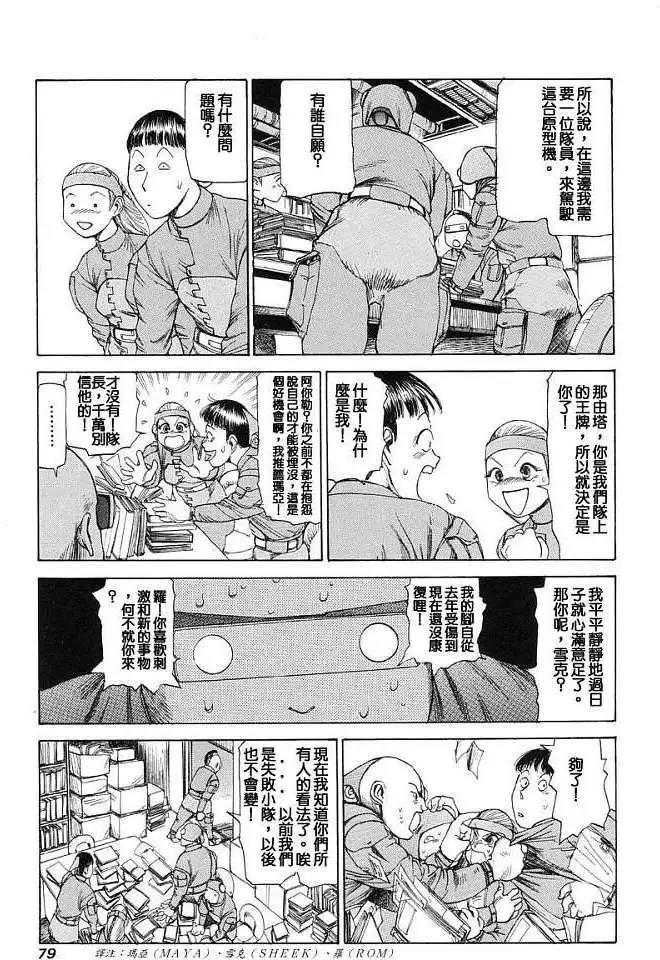 所以說，在這邊我需
要一位隊員，來駕駛
這台原型機。
有誰自願？
有什麼問
題嗎？
那由塔，你是我們隊上
的王牌，所以就決定是
你了！
什麼！為什
麼是我！
阿你勒？你之前不都在抱怨
說自己的才能被埋沒，這是
個好機會啊，我推薦瑪亞！
才沒有！隊
長，千萬別
信他的！
………
我平平靜靜地過日
子就心滿意足了。
那你呢，雪克？
我的腳自從
去年受傷到
現在還沒康
復哩！
羅！你喜歡刺
激和新的事物
，何不就你來
？
夠了！
現在我知道你們所
有人的看法了。唉
．．．以前我們
是失敗小隊，以後
也不會變！
79 譯注：瑪亞（MAYA）、雪克（SHEEK）、羅（ROM）